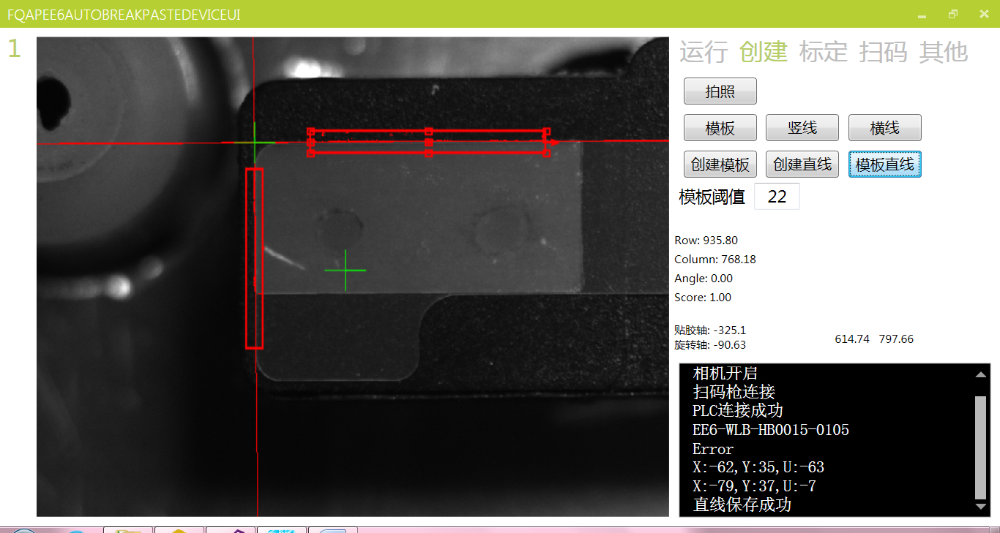 FQAPEE6AUTOBREAKPASTEDEVICEUI
1
运行 创建 标定 扫码 其他
拍照
模板 竖线 横线
创建模板 创建直线 模板直线
模板阈值 22
Row: 935.80
Column: 768.18
Angle: 0.00
Score: 1.00
贴胶轴: -325.1
旋转轴: -90.63
614.74 797.66
相机开启
扫码枪连接
PLC连接成功
EE6-WLB-HB0015-0105
Error
X:-62,Y:35,U:-63
X:-79,Y:37,U:-7
直线保存成功